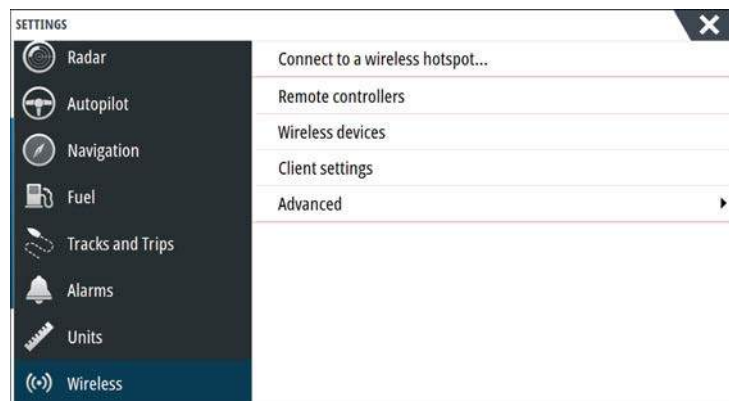 SETTINGS
Radar
Autopilot
Navigation
Fuel
Tracks and Trips
Alarms
Units
Wireless
Connect to a wireless hotspot...
Remote controllers
Wireless devices
Client settings
Advanced